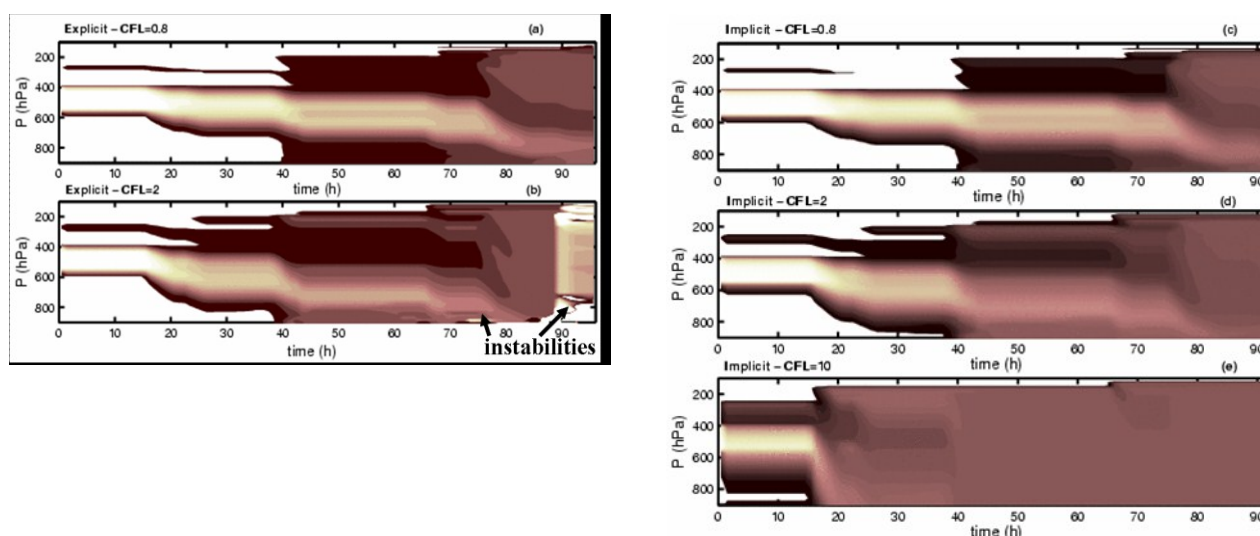 Explicit - CFL=0.8 (a)
200
400
600
800
P (hPa)
0 10 20 30 40 50 60 70 80 90
time (h)
Explicit - CFL=2 (b)
200
400
600
800
P (hPa)
instabilities
0 10 20 30 40 50 60 70 80 90
time (h)
Implicit - CFL=0.8 (c)
200
400
600
800
P (hPa)
0 10 20 30 40 50 60 70 80 90
time (h)
Implicit - CFL=2 (d)
200
400
600
800
P (hPa)
0 10 20 30 40 50 60 70 80 90
time (h)
Implicit - CFL=10 (e)
200
400
600
800
P (hPa)
0 10 20 30 40 50 60 70 80 90
time (h)